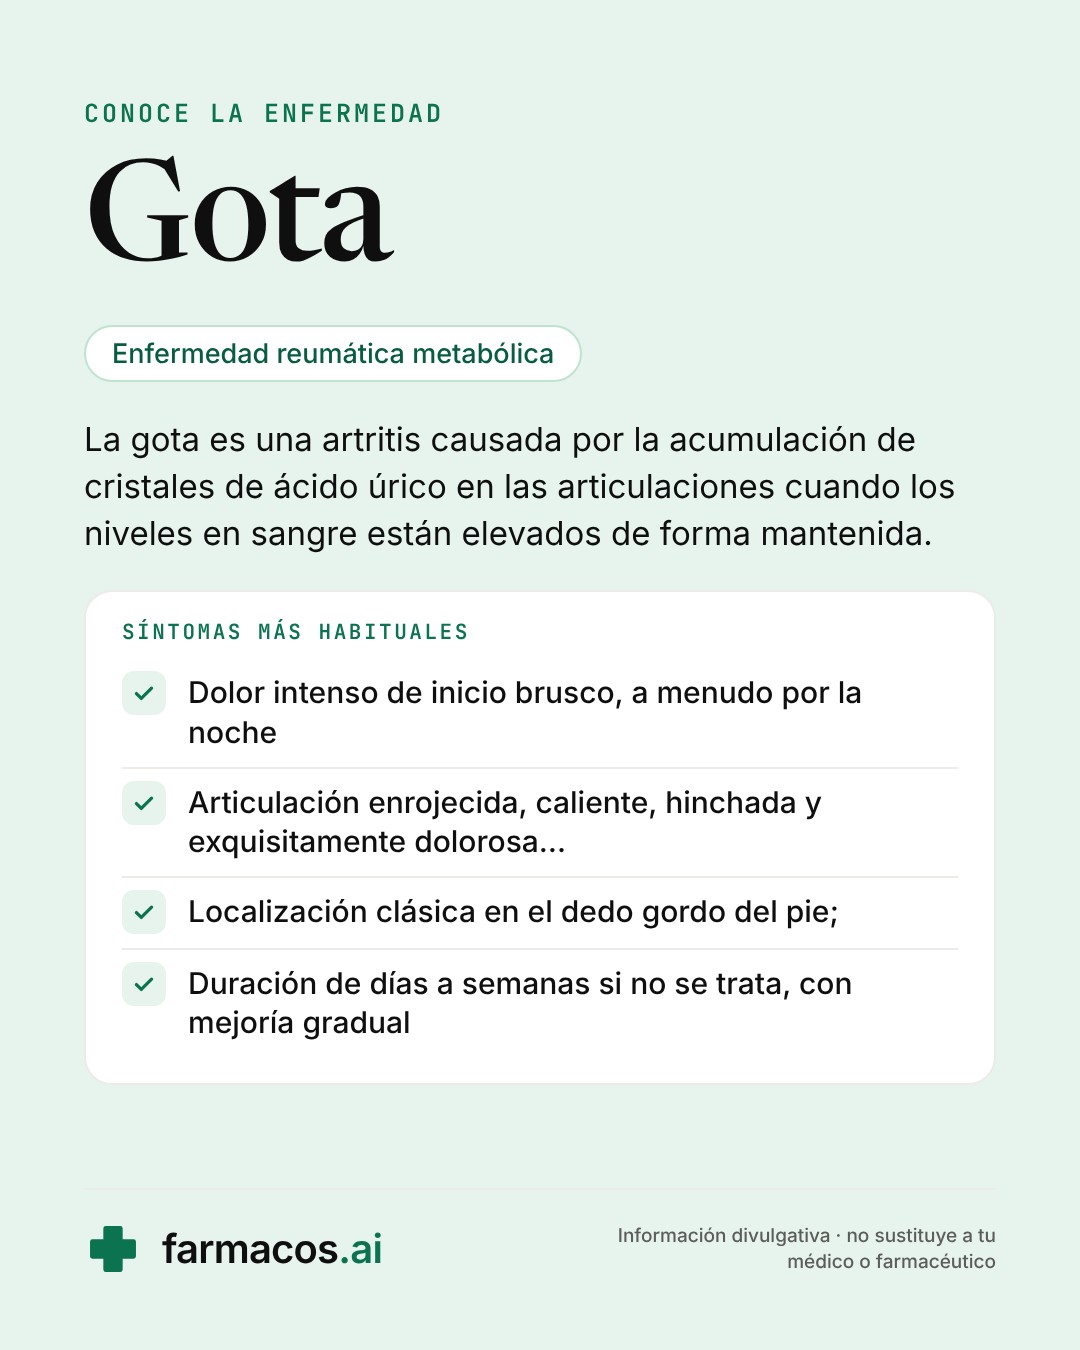 CONOCE LA ENFERMEDAD
Gota
Enfermedad reumática metabólica
La gota es una artritis causada por la acumulación de
cristales de ácido úrico en las articulaciones cuando los
niveles en sangre están elevados de forma mantenida.
SÍNTOMAS MÁS HABITUALES
Dolor intenso de inicio brusco, a menudo por la
noche
Articulación enrojecida, caliente, hinchada y
exquisitamente dolorosa…
Localización clásica en el dedo gordo del pie;
Duración de días a semanas si no se trata, con
mejoría gradual
farmacos.ai
Información divulgativa · no sustituye a tu
médico o farmacéutico